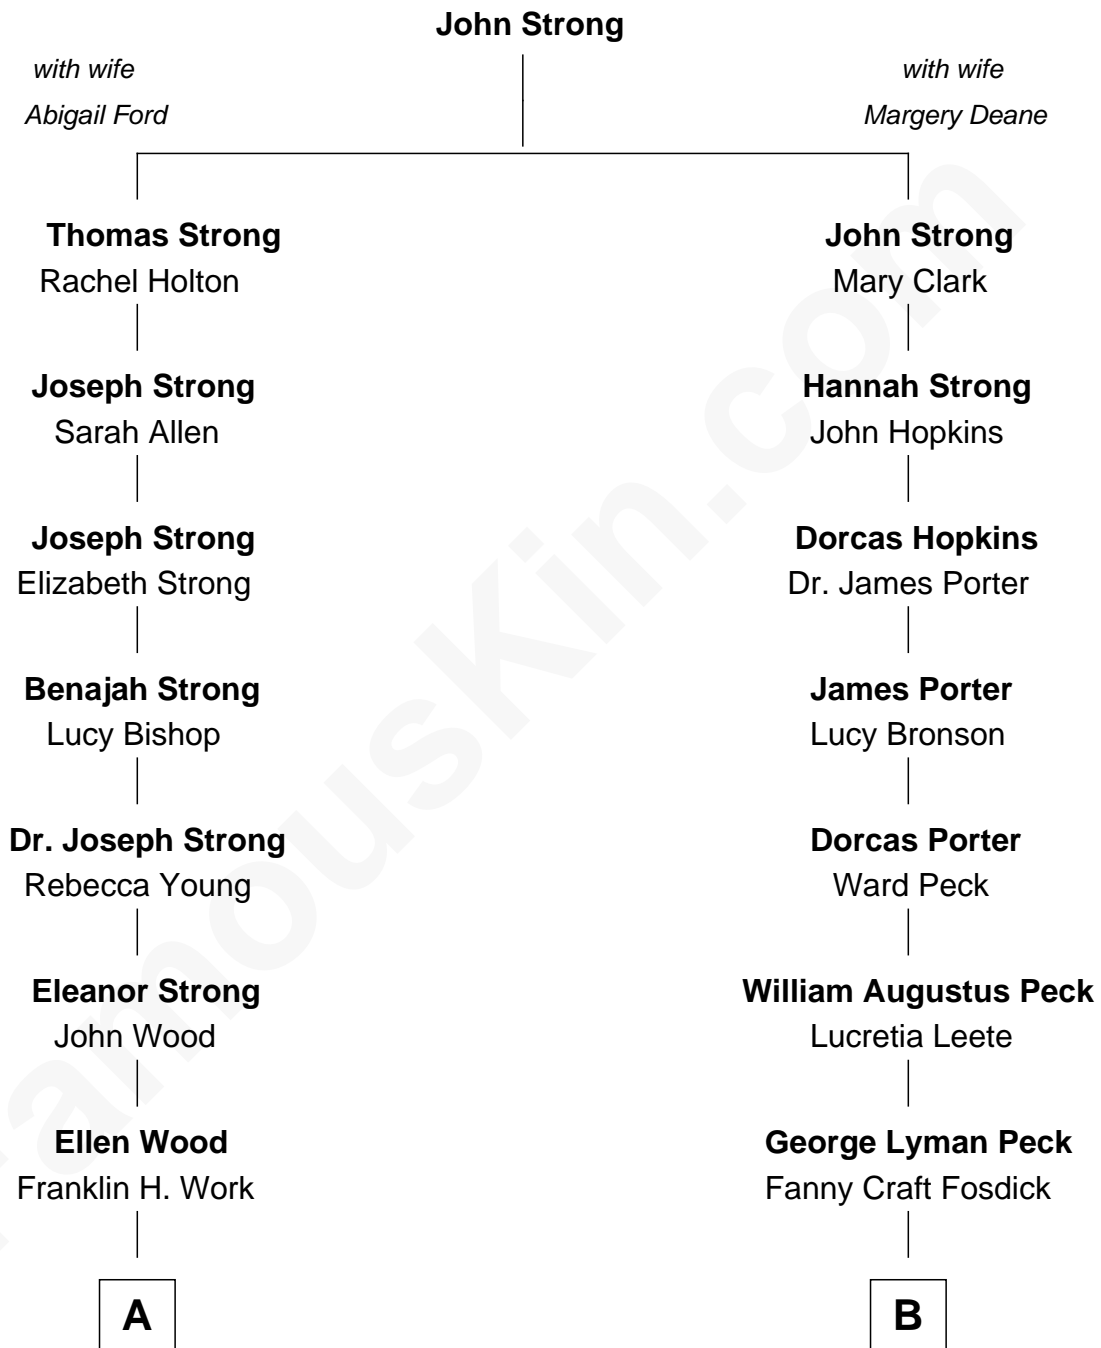 John Strong
with wife
Abigail Ford
with wife
Margery Deane
Thomas Strong
Rachel Holton
John Strong
Mary Clark
Joseph Strong
Sarah Allen
Hannah Strong
John Hopkins
Joseph Strong
Elizabeth Strong
Dorcas Hopkins
Dr. James Porter
Benajah Strong
Lucy Bishop
James Porter
Lucy Bronson
Dr. Joseph Strong
Rebecca Young
Dorcas Porter
Ward Peck
Eleanor Strong
John Wood
William Augustus Peck
Lucretia Leete
Ellen Wood
Franklin H. Work
George Lyman Peck
Fanny Craft Fosdick
A
B
FamousKin.com